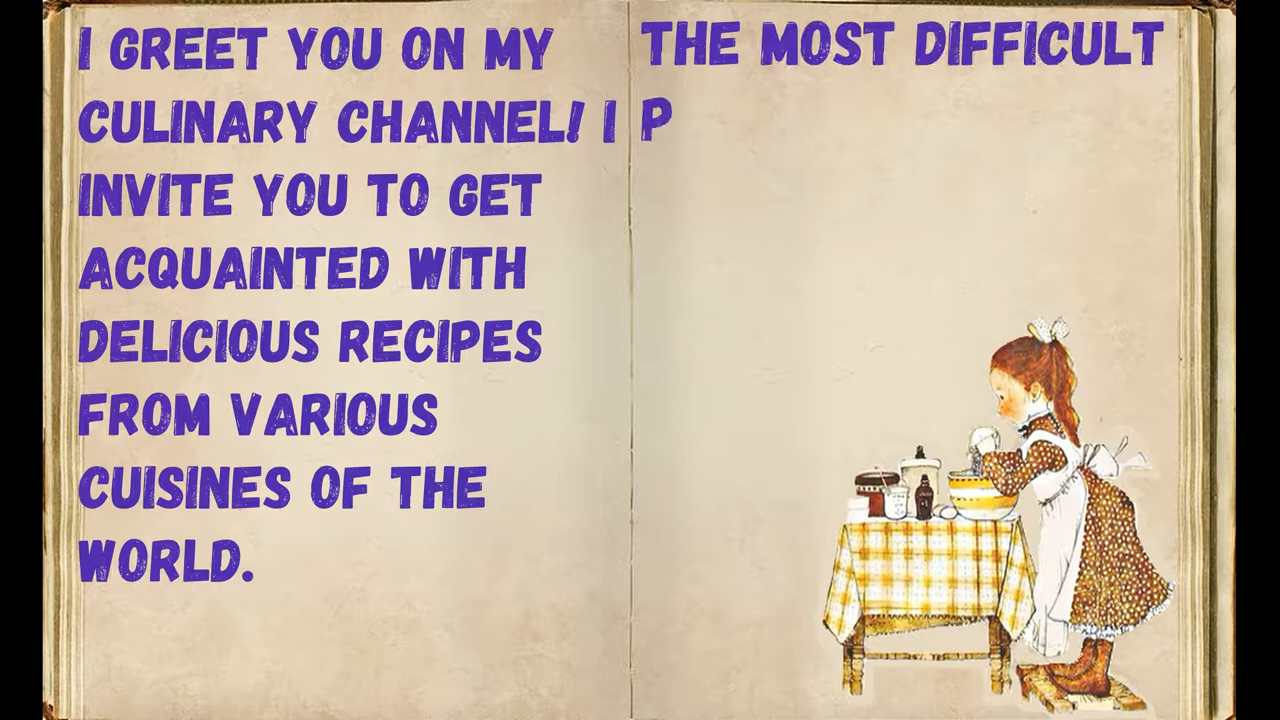 I GREET YOU ON MY
CULINARY CHANNEL! I
INVITE YOU TO GET
ACQUAINTED WITH
DELICIOUS RECIPES
FROM VARIOUS
CUISINES OF THE
WORLD.
THE MOST DIFFICULT
P